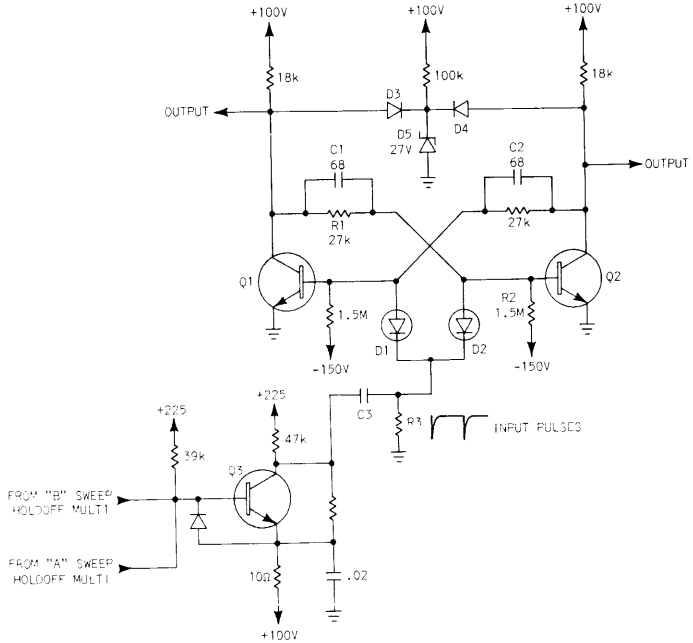 +100V
+100V
+100V
18k
100k
18k
D3
D4
OUTPUT
D5
27V
C1
68
C2
68
OUTPUT
R1
27k
27k
Q1
Q2
R2
1.5M
1.5M
D1
D2
-150V
-150V
+225
+225
C3
R3
INPUT PULSES
39k
47k
Q3
FROM "B" SWEEP
HOLDOFF MULTI
FROM "A" SWEEP
HOLDOFF MULTI
10Ω
.02
+100V